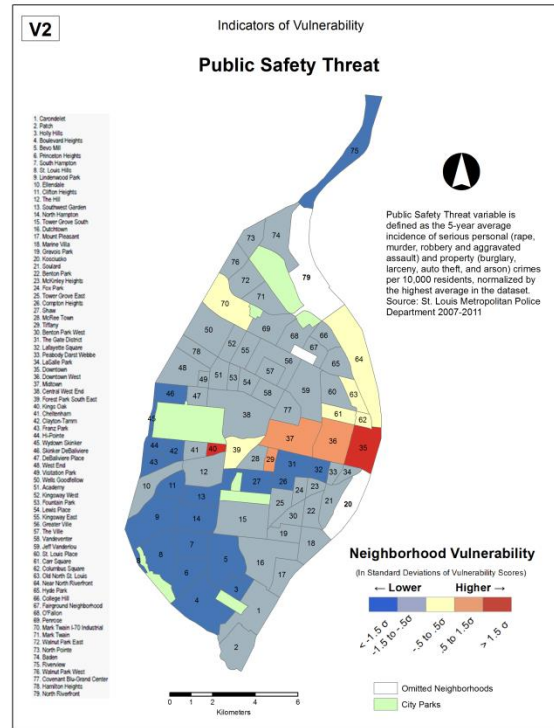 V2
Indicators of Vulnerability
Public Safety Threat
1. Carondelet
2. Patch
3. Holly Hills
4. Boulevard Heights
5. Bevo Mill
6. Princeton Heights
7. South Hampton
8. St. Louis Hills
9. Lindenwood Park
10. Ellendale
11. Clifton Heights
12. The Hill
13. Southwest Garden
14. North Hampton
15. Tower Grove South
16. Dutchtown
17. Mount Pleasant
18. Marine Villa
19. Gravois Park
20. Kosciusko
21. Soulard
22. Benton Park
23. McKinley Heights
24. Fox Park
25. Tower Grove East
26. Compton Heights
27. Shaw
28. McRee Town
29. Tiffany
30. Benton Park West
31. The Gate District
32. Lafayette Square
33. Peabody Darst Webbe
34. LaSalle Park
35. Downtown
36. Downtown West
37. Midtown
38. Central West End
39. Forest Park South East
40. Kings Oak
41. Cheltenham
42. Clayton-Tamm
43. Franz Park
44. Hi-Pointe
45. Wydown Skinker
46. Skinker DeBaliviere
47. DeBaliviere Place
48. West End
49. Visitation Park
50. Wells Goodfellow
51. Academy
52. Kingsway West
53. Fountain Park
54. Lewis Place
55. Kingsway East
56. Greater Ville
57. The Ville
58. Vandeventer
59. Jeff Vanderlou
60. St. Louis Place
61. Carr Square
62. Columbus Square
63. Old North St. Louis
64. Near North Riverfront
65. Hyde Park
66. College Hill
67. Fairground Neighborhood
68. O'Fallon
69. Penrose
70. Mark Twain I-70 Industrial
71. Mark Twain
72. Walnut Park East
73. North Pointe
74. Baden
75. Riverview
76. Walnut Park West
77. Covenant Blu-Grand Center
78. Hamilton Heights
79. North Riverfront
Public Safety Threat variable is
defined as the 5-year average
incidence of serious personal (rape,
murder, robbery and aggravated
assault) and property (burglary,
larceny, auto theft, and arson) crimes
per 10,000 residents, normalized by
the highest average in the dataset.
Source: St. Louis Metropolitan Police
Department 2007-2011
75
73
74
79
76
72
71
70
50
69
68
66
67
65
64
78
52
55
56
48
49
51
53
54
57
58
59
60
63
46
47
38
77
61
62
45
37
36
35
44
42
41
40
39
43
28
29
31
32
33
34
12
10
11
27
26
24
23
20
13
25
22
21
9
14
15
30
19
18
7
8
5
16
6
17
3
4
1
2
Neighborhood Vulnerability
(In Standard Deviations of Vulnerability Scores)
← Lower Higher →
< -1.5 σ
-1.5 to -.5σ
-.5 to .5σ
.5 to 1.5σ
> 1.5 σ
Omitted Neighborhoods
City Parks
0 1 2 4 6
Kilometers